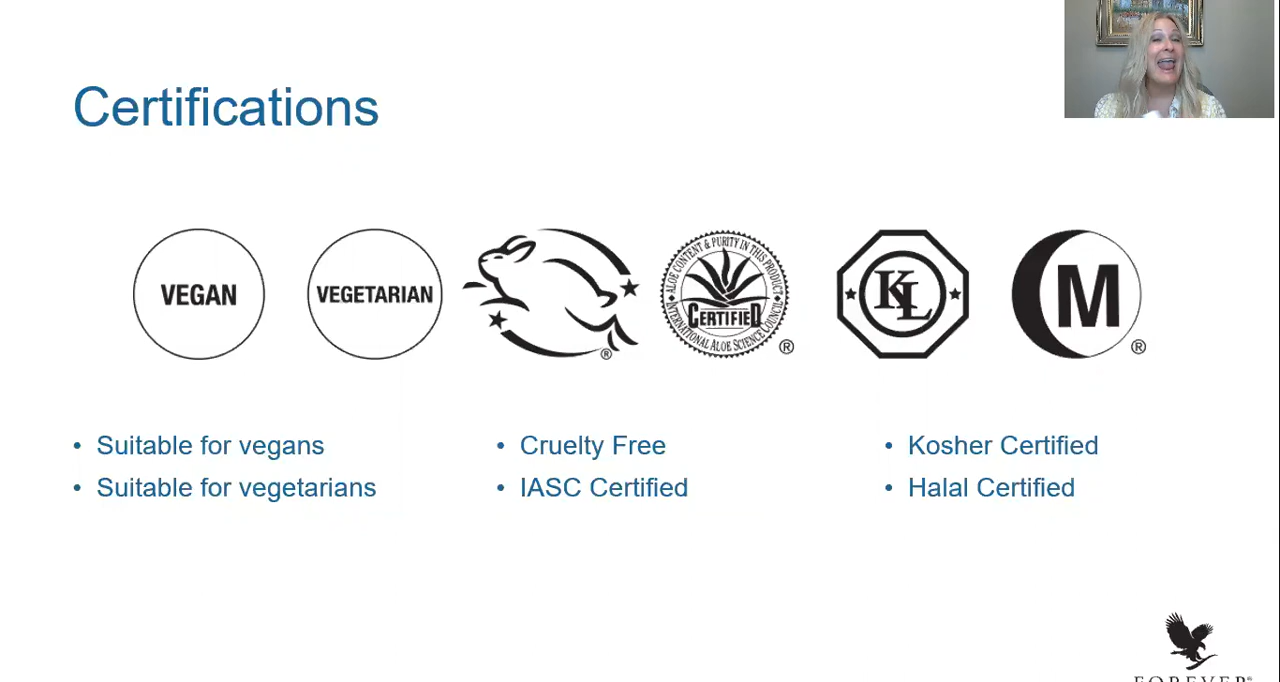 Certifications
VEGAN
VEGETARIAN
ALOE CONTENT & PURITY IN THIS PRODUCT
CERTIFIED
INTERNATIONAL ALOE SCIENCE COUNCIL
®
®
KL
M
®
• Suitable for vegans
• Suitable for vegetarians
• Cruelty Free
• IASC Certified
• Kosher Certified
• Halal Certified
FOREVER®